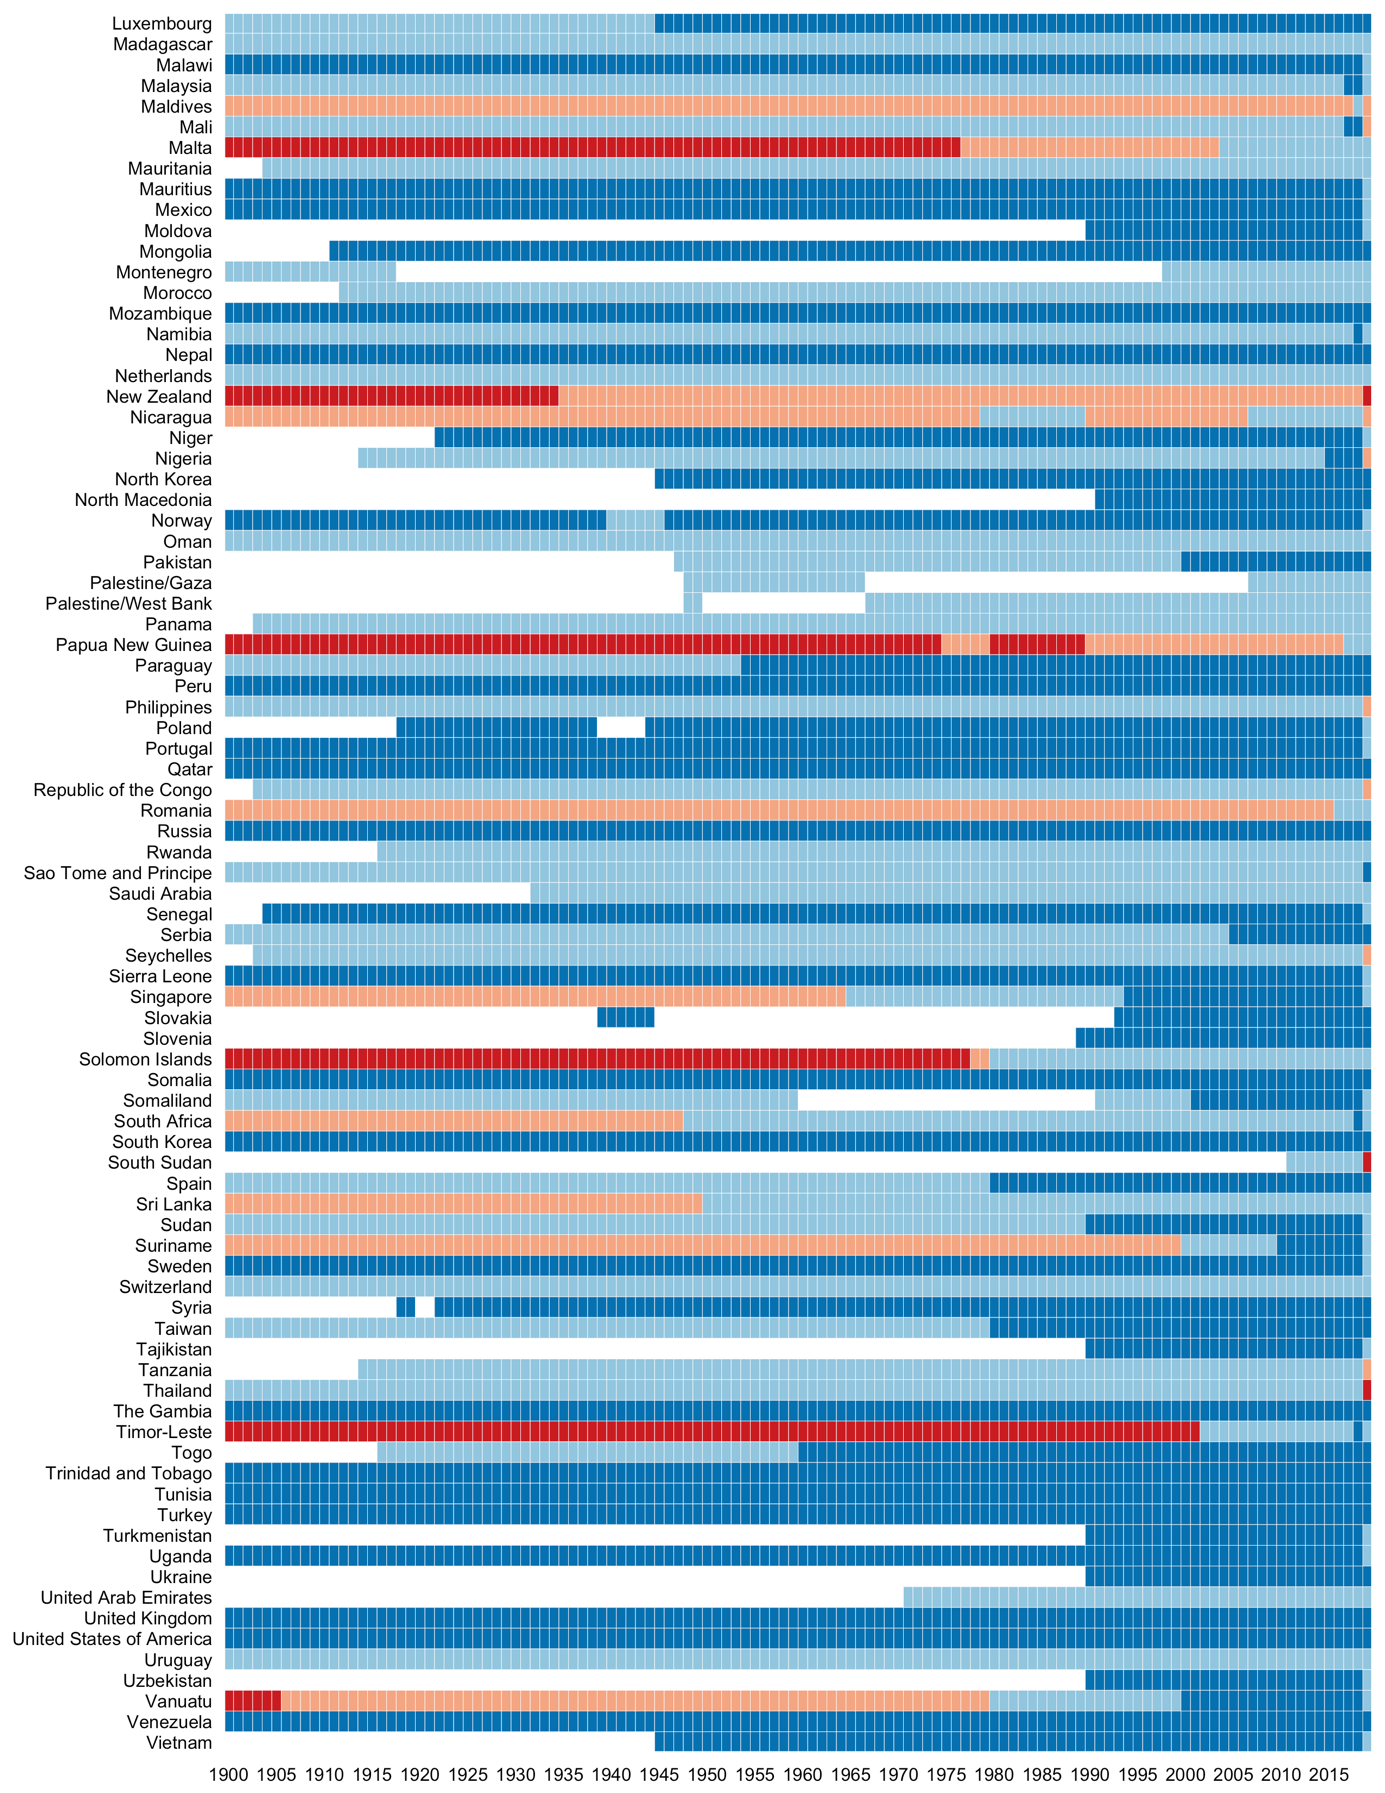 Luxembourg
Madagascar
Malawi
Malaysia
Maldives
Mali
Malta
Mauritania
Mauritius
Mexico
Moldova
Mongolia
Montenegro
Morocco
Mozambique
Namibia
Nepal
Netherlands
New Zealand
Nicaragua
Niger
Nigeria
North Korea
North Macedonia
Norway
Oman
Pakistan
Palestine/Gaza
Palestine/West Bank
Panama
Papua New Guinea
Paraguay
Peru
Philippines
Poland
Portugal
Qatar
Republic of the Congo
Romania
Russia
Rwanda
Sao Tome and Principe
Saudi Arabia
Senegal
Serbia
Seychelles
Sierra Leone
Singapore
Slovakia
Slovenia
Solomon Islands
Somalia
Somaliland
South Africa
South Korea
South Sudan
Spain
Sri Lanka
Sudan
Suriname
Sweden
Switzerland
Syria
Taiwan
Tajikistan
Tanzania
Thailand
The Gambia
Timor-Leste
Togo
Trinidad and Tobago
Tunisia
Turkey
Turkmenistan
Uganda
Ukraine
United Arab Emirates
United Kingdom
United States of America
Uruguay
Uzbekistan
Vanuatu
Venezuela
Vietnam
1900 1905 1910 1915 1920 1925 1930 1935 1940 1945 1950 1955 1960 1965 1970 1975 1980 1985 1990 1995 2000 2005 2010 2015